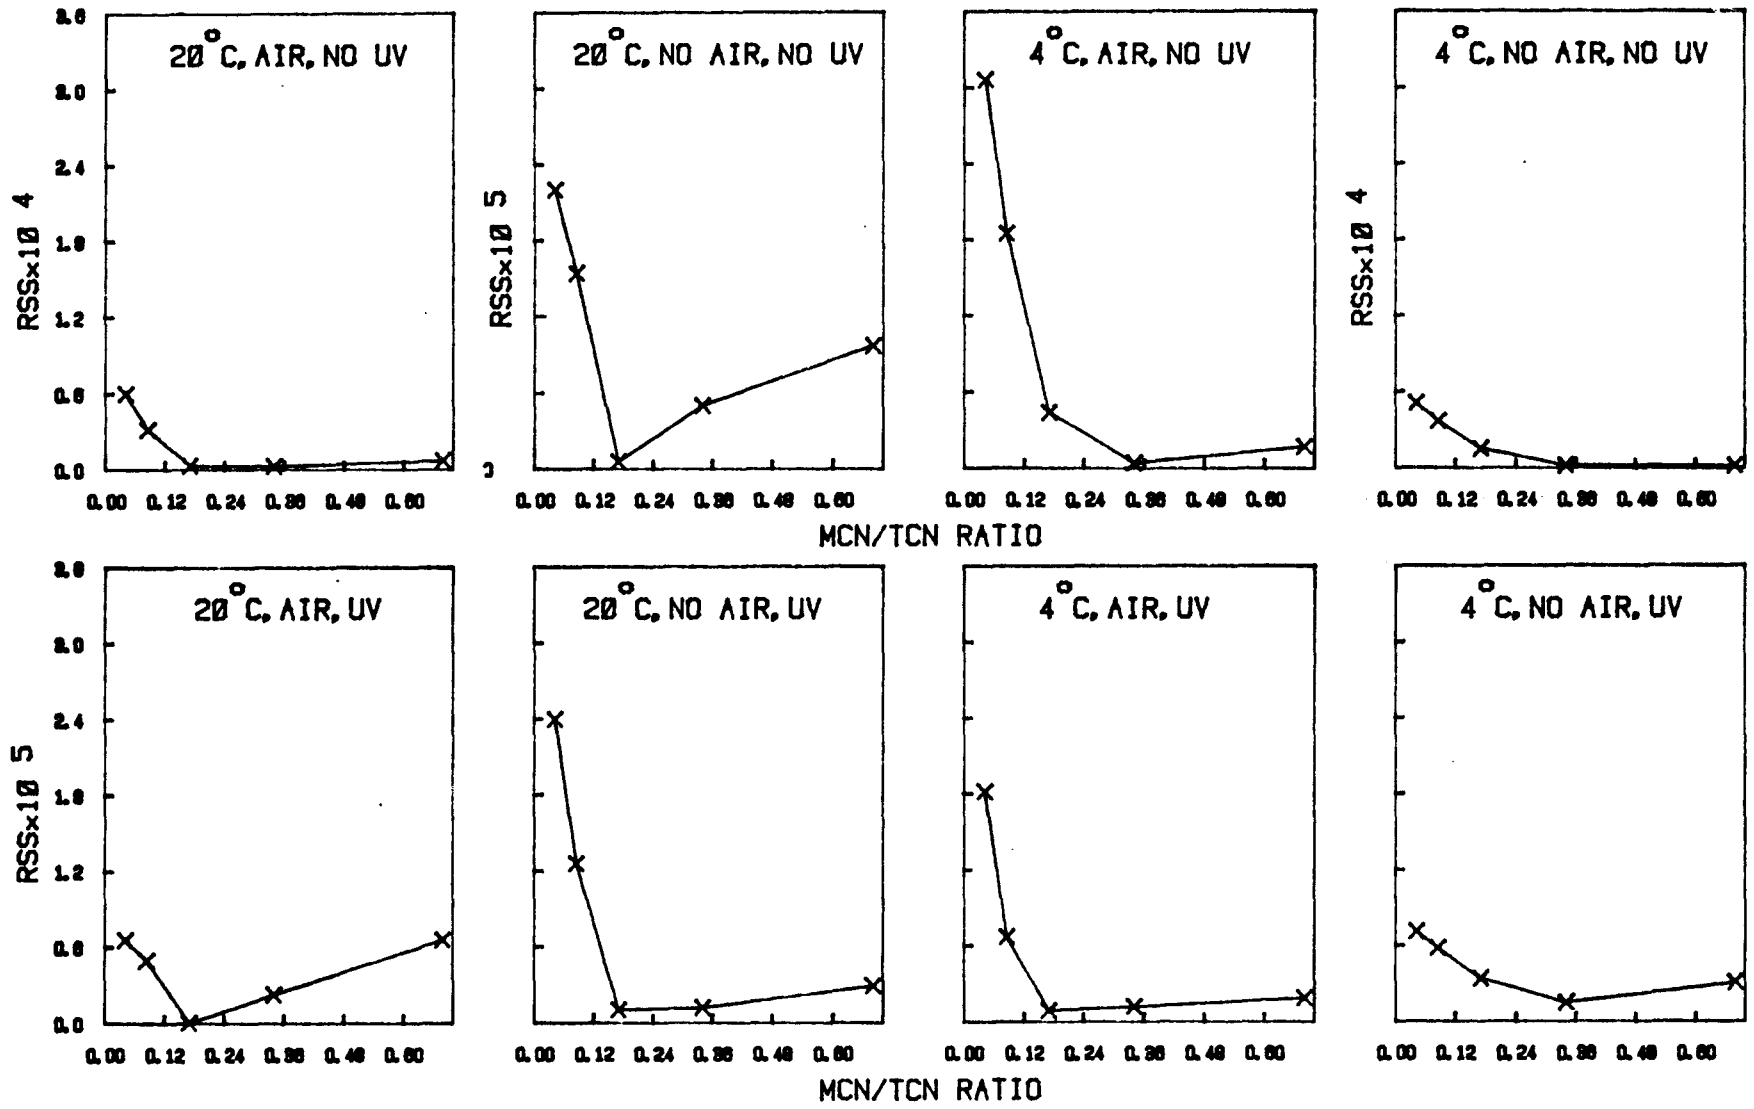 20°C, AIR, NO UV
20°C, NO AIR, NO UV
4°C, AIR, NO UV
4°C, NO AIR, NO UV
3.6
3.0
2.4
1.8
1.2
0.6
0.0
RSS×10 4
RSS×10 5
RSS×10 4
0.00 0.12 0.24 0.36 0.48 0.60
0.00 0.12 0.24 0.36 0.48 0.60
0.00 0.12 0.24 0.36 0.48 0.60
0.00 0.12 0.24 0.36 0.48 0.60
MCN/TCN RATIO
20°C, AIR, UV
20°C, NO AIR, UV
4°C, AIR, UV
4°C, NO AIR, UV
3.6
3.0
2.4
1.8
1.2
0.6
0.0
RSS×10 5
0.00 0.12 0.24 0.36 0.48 0.60
0.00 0.12 0.24 0.36 0.48 0.60
0.00 0.12 0.24 0.36 0.48 0.60
0.00 0.12 0.24 0.36 0.48 0.60
MCN/TCN RATIO